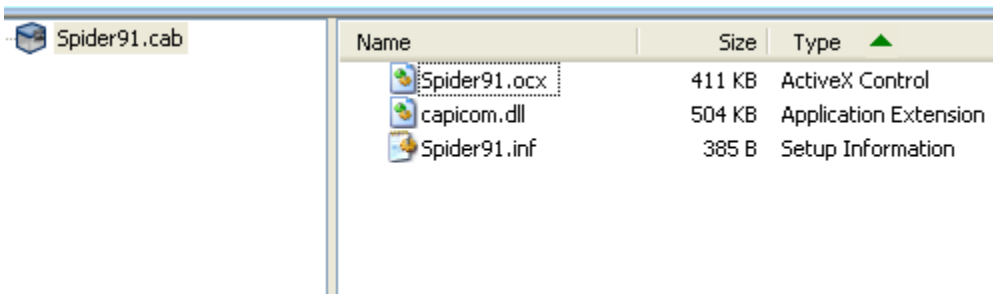 Spider91.cab
Name Size Type
Spider91.ocx 411 KB ActiveX Control
capicom.dll 504 KB Application Extension
Spider91.inf 385 B Setup Information